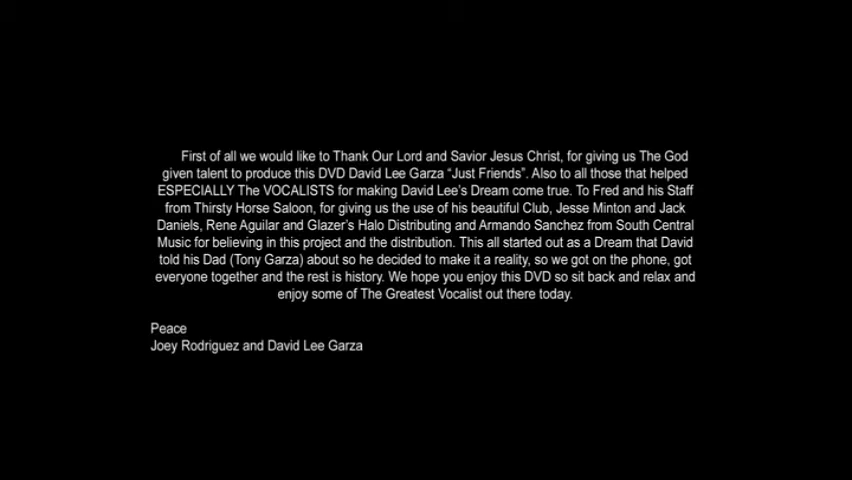 First of all we would like to Thank Our Lord and Savior Jesus Christ, for giving us The God
given talent to produce this DVD David Lee Garza “Just Friends”. Also to all those that helped
ESPECIALLY The VOCALISTS for making David Lee’s Dream come true. To Fred and his Staff
from Thirsty Horse Saloon, for giving us the use of his beautiful Club, Jesse Minton and Jack
Daniels, Rene Aguilar and Glazer’s Halo Distributing and Armando Sanchez from South Central
Music for believing in this project and the distribution. This all started out as a Dream that David
told his Dad (Tony Garza) about so he decided to make it a reality, so we got on the phone, got
everyone together and the rest is history. We hope you enjoy this DVD so sit back and relax and
enjoy some of The Greatest Vocalist out there today.
Peace
Joey Rodriguez and David Lee Garza